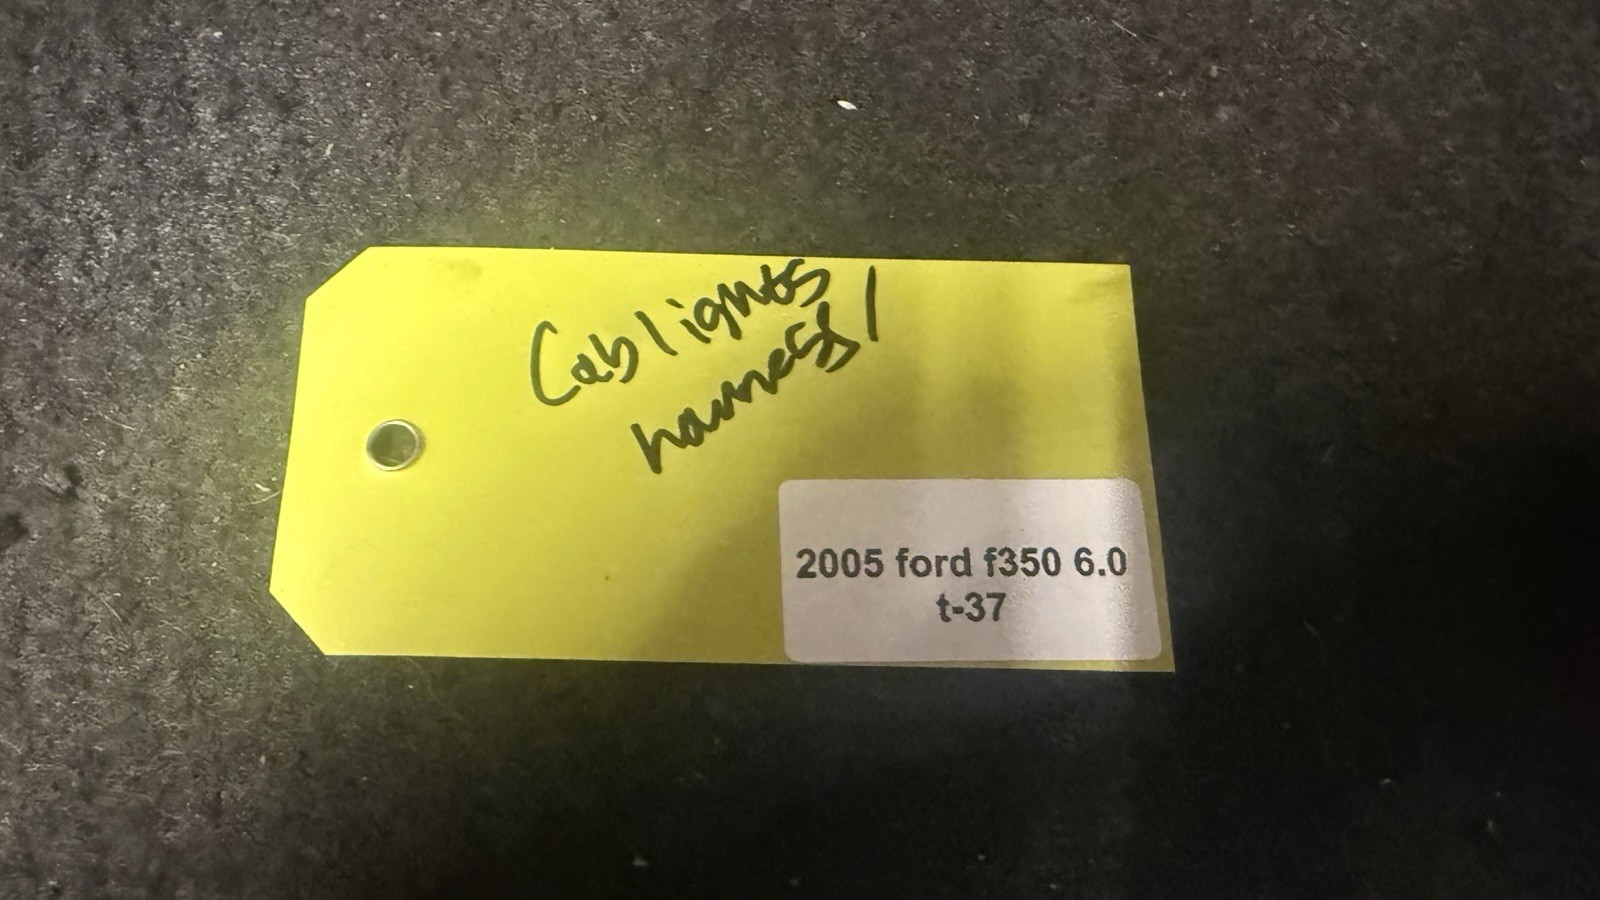 Cab lights
harness /
2005 ford f350 6.0
t-37